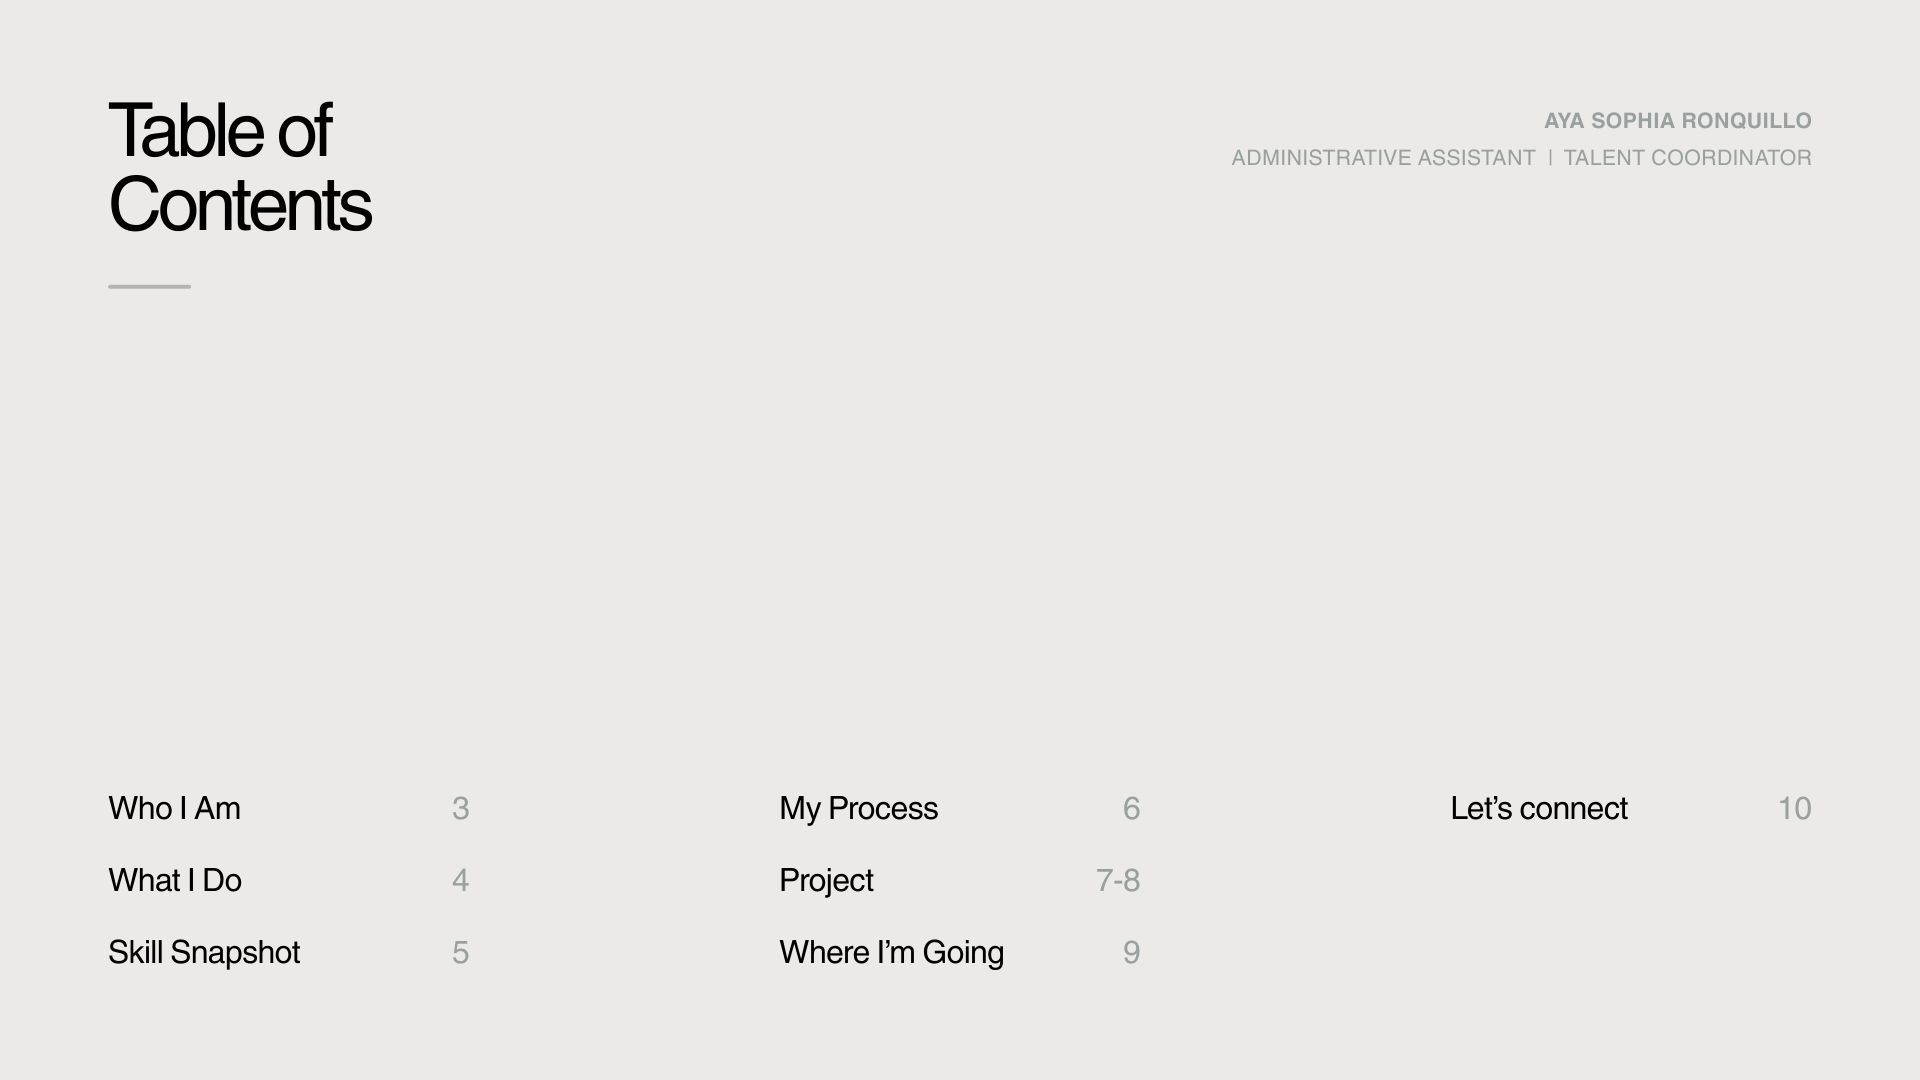 Table of
Contents
AYA SOPHIA RONQUILLO
ADMINISTRATIVE ASSISTANT | TALENT COORDINATOR
Who I Am 3
What I Do 4
Skill Snapshot 5
My Process 6
Project 7-8
Where I’m Going 9
Let’s connect 10